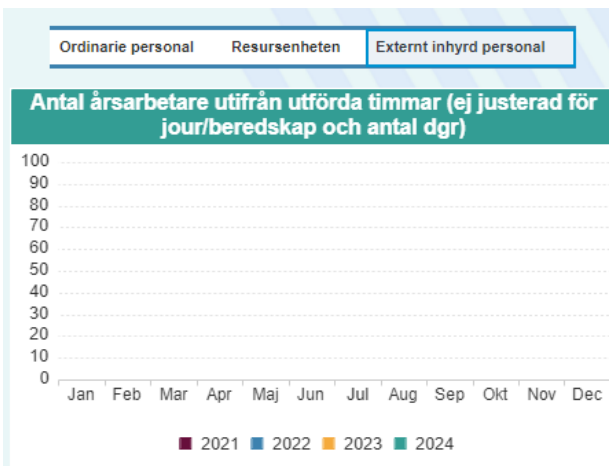 Ordinarie personal Resursenheten Externt inhyrd personal
Antal årsarbetare utifrån utförda timmar (ej justerad för
jour/beredskap och antal dgr)
100
90
80
70
60
50
40
30
20
10
0
Jan Feb Mar Apr Maj Jun Jul Aug Sep Okt Nov Dec
2021 2022 2023 2024